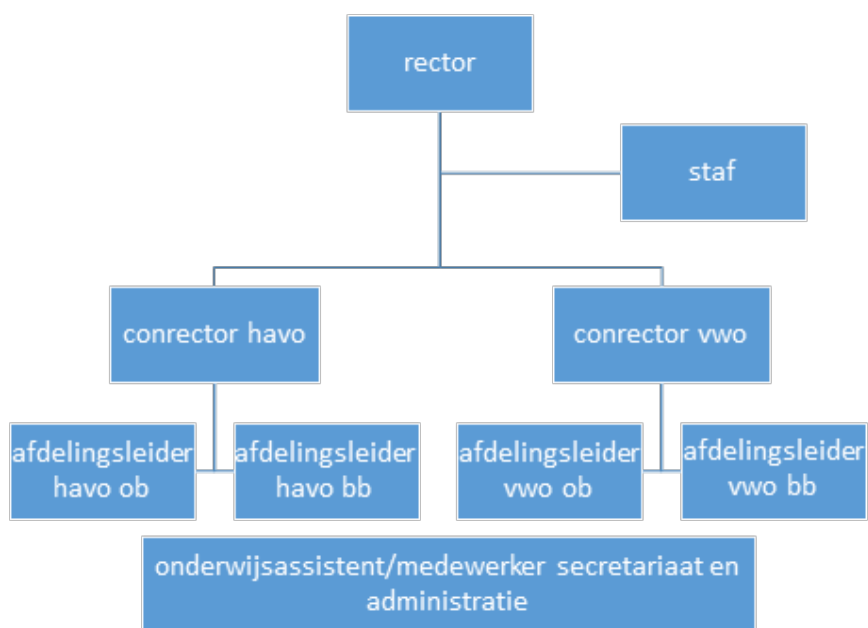 rector
staf
conrector havo
conrector vwo
afdelingsleider
havo ob
afdelingsleider
havo bb
afdelingsleider
vwo ob
afdelingsleider
vwo bb
onderwijsassistent/medewerker secretariaat en
administratie